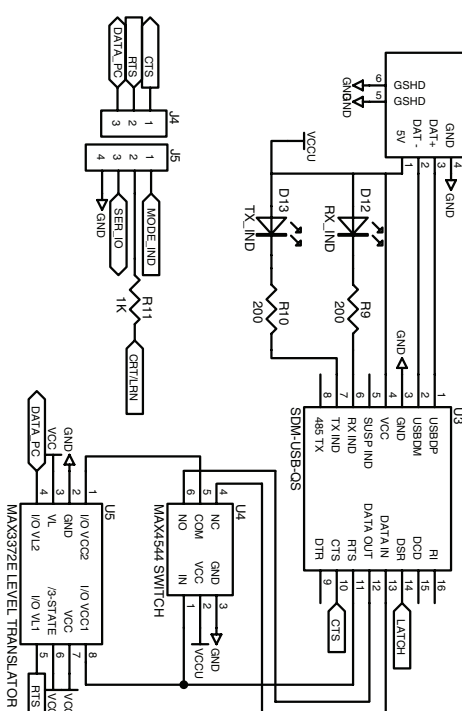 GND
GND
6
5
GSHD
GSHD
GND
DAT+
DAT -
5V
4
3
2
1
GND
VCCU
D13
TX_IND
D12
RX_IND
R10
200
R9
200
GND
U3
1
2
3
4
5
6
7
8
USBDP
USBDM
GND
VCC
SUSP IND
RX IND
TX IND
485 TX
RI
DCD
DSR
DATA IN
DATA OUT
RTS
CTS
DTR
16
15
14
13
12
11
10
9
SDM-USB-QS
LATCH
CTS
CTS
RTS
DATA_PC
J4
1
2
3
J5
1
2
3
4
MODE_IND
SER_IO
GND
R11
1K
CRT/LRN
U4
4
5
6
NC
COM
NO
GND
VCC
IN
3
2
1
GND
VCCU
MAX4544 SWITCH
U5
1
2
3
4
I/O VCC2
GND
VL
I/O VL2
I/O VCC1
VCC
/3-STATE
I/O VL1
8
7
6
5
GND
VCC
DATA_PC
VCC
RTS
MAX3372E LEVEL TRANSLATOR